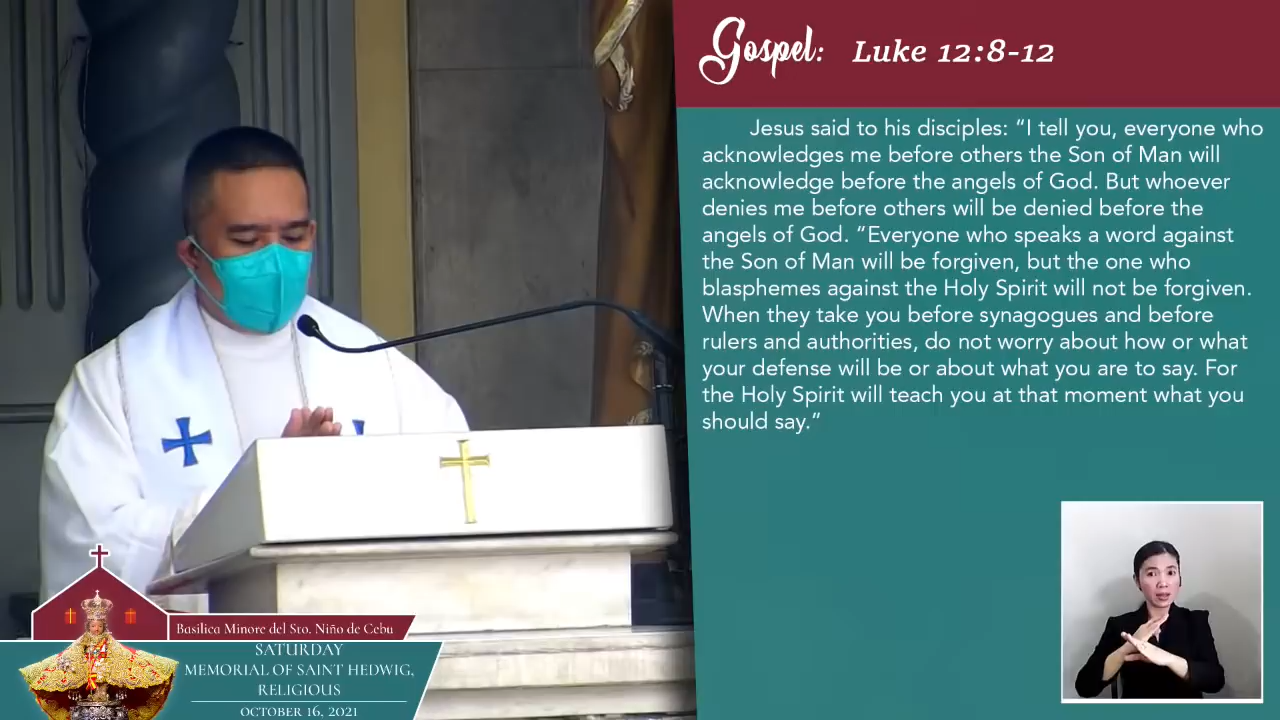 Gospel: Luke 12:8-12
Jesus said to his disciples: “I tell you, everyone who
acknowledges me before others the Son of Man will
acknowledge before the angels of God. But whoever
denies me before others will be denied before the
angels of God. “Everyone who speaks a word against
the Son of Man will be forgiven, but the one who
blasphemes against the Holy Spirit will not be forgiven.
When they take you before synagogues and before
rulers and authorities, do not worry about how or what
your defense will be or about what you are to say. For
the Holy Spirit will teach you at that moment what you
should say.”
Basilica Minore del Sto. Niño de Cebu
SATURDAY
MEMORIAL OF SAINT HEDWIG,
RELIGIOUS
OCTOBER 16, 2021